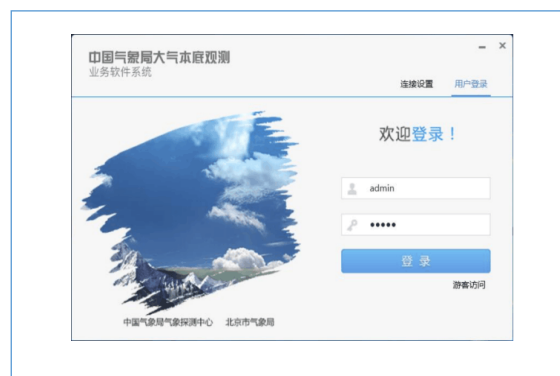 中国气象局大气本底观测
业务软件系统
连接设置 用户登录
欢迎登录！
admin
•••••
登 录
游客访问
中国气象局气象探测中心 北京市气象局